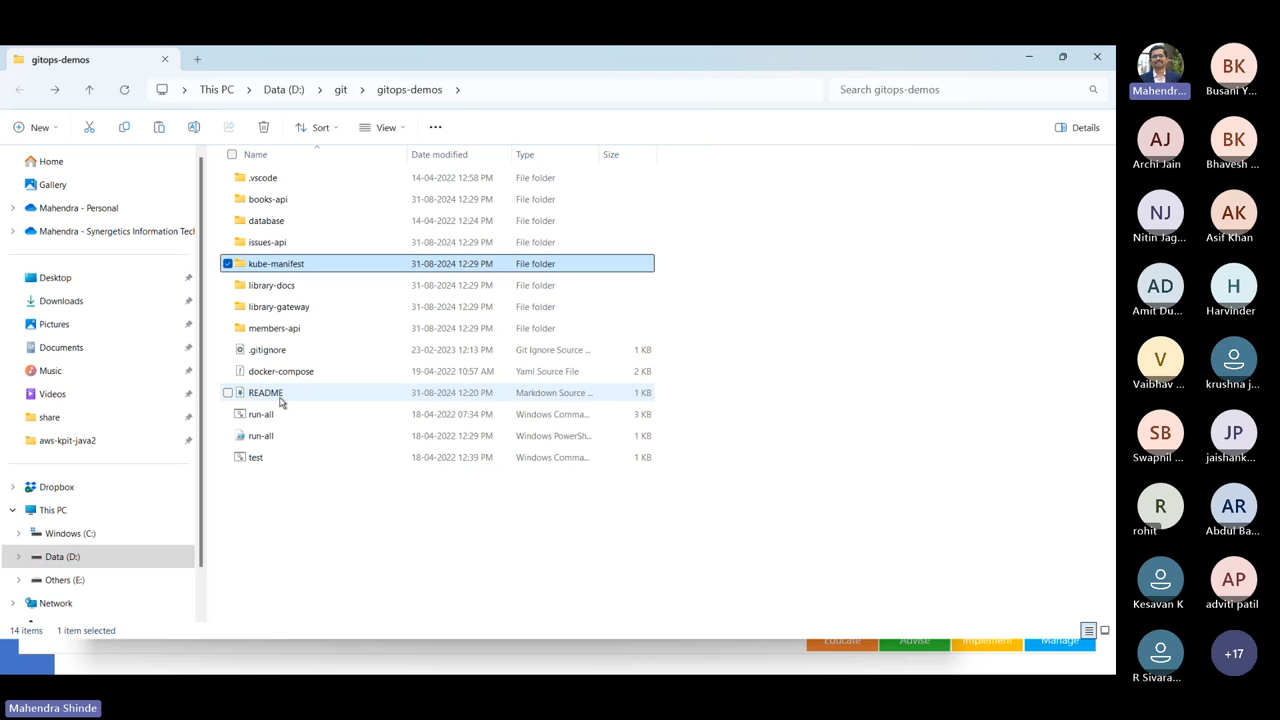 gitops-demos
This PC > Data (D:) > git > gitops-demos >
Search gitops-demos
New
Sort
View
Details
Name
Date modified
Type
Size
.vscode 14-04-2022 12:58 PM File folder
books-api 31-08-2024 12:29 PM File folder
database 14-04-2022 12:24 PM File folder
issues-api 31-08-2024 12:29 PM File folder
kube-manifest 31-08-2024 12:29 PM File folder
library-docs 31-08-2024 12:29 PM File folder
library-gateway 31-08-2024 12:29 PM File folder
members-api 31-08-2024 12:29 PM File folder
.gitignore 23-02-2023 12:13 PM Git Ignore Source ... 1 KB
docker-compose 19-04-2022 10:57 AM Yaml Source File 2 KB
README 31-08-2024 12:20 PM Markdown Source ... 1 KB
run-all 18-04-2022 07:34 PM Windows Comma... 3 KB
run-all 18-04-2022 12:29 PM Windows PowerSh... 1 KB
test 18-04-2022 12:39 PM Windows Comma... 1 KB
Home
Gallery
Mahendra - Personal
Mahendra - Synergetics Information Tech
Desktop
Downloads
Pictures
Documents
Music
Videos
share
aws-kpit-java2
Dropbox
This PC
Windows (C:)
Data (D:)
Others (E:)
Network
14 items
1 item selected
Educate
Advise
Implement
Manage
Mahendr...
BK
Busani Y...
AJ
Archi Jain
BK
Bhavesh ...
NJ
Nitin Jag...
AK
Asif Khan
AD
Amit Du...
H
Harvinder
V
Vaibhav ...
krushna j...
SB
Swapnil ...
JP
jaishank...
R
rohit
AR
Abdul Ba...
Kesavan K
AP
adviti patil
R Sivara...
+17
Mahendra Shinde